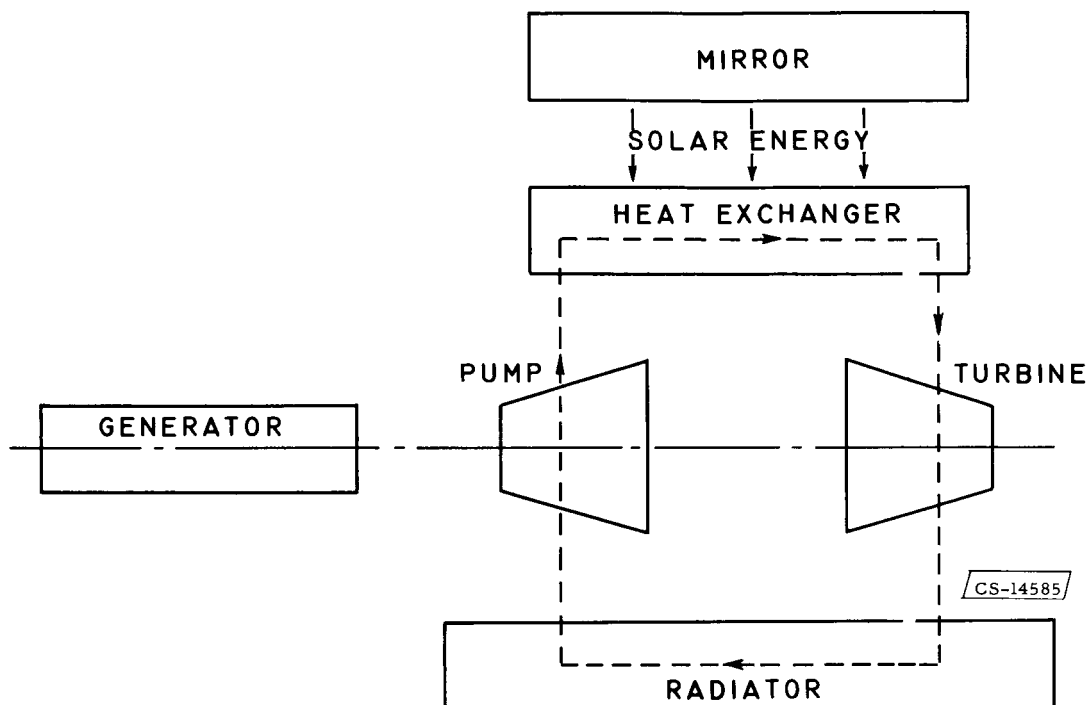 MIRROR
SOLAR ENERGY
HEAT EXCHANGER
PUMP
TURBINE
GENERATOR
CS-14585
RADIATOR